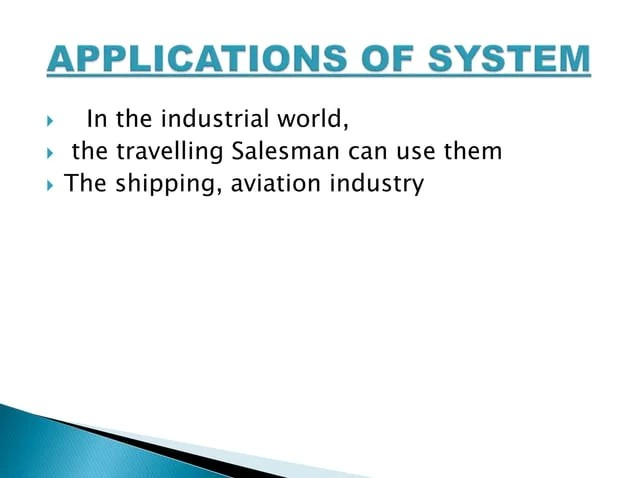 APPLICATIONS OF SYSTEM
In the industrial world,
the travelling Salesman can use them
The shipping, aviation industry